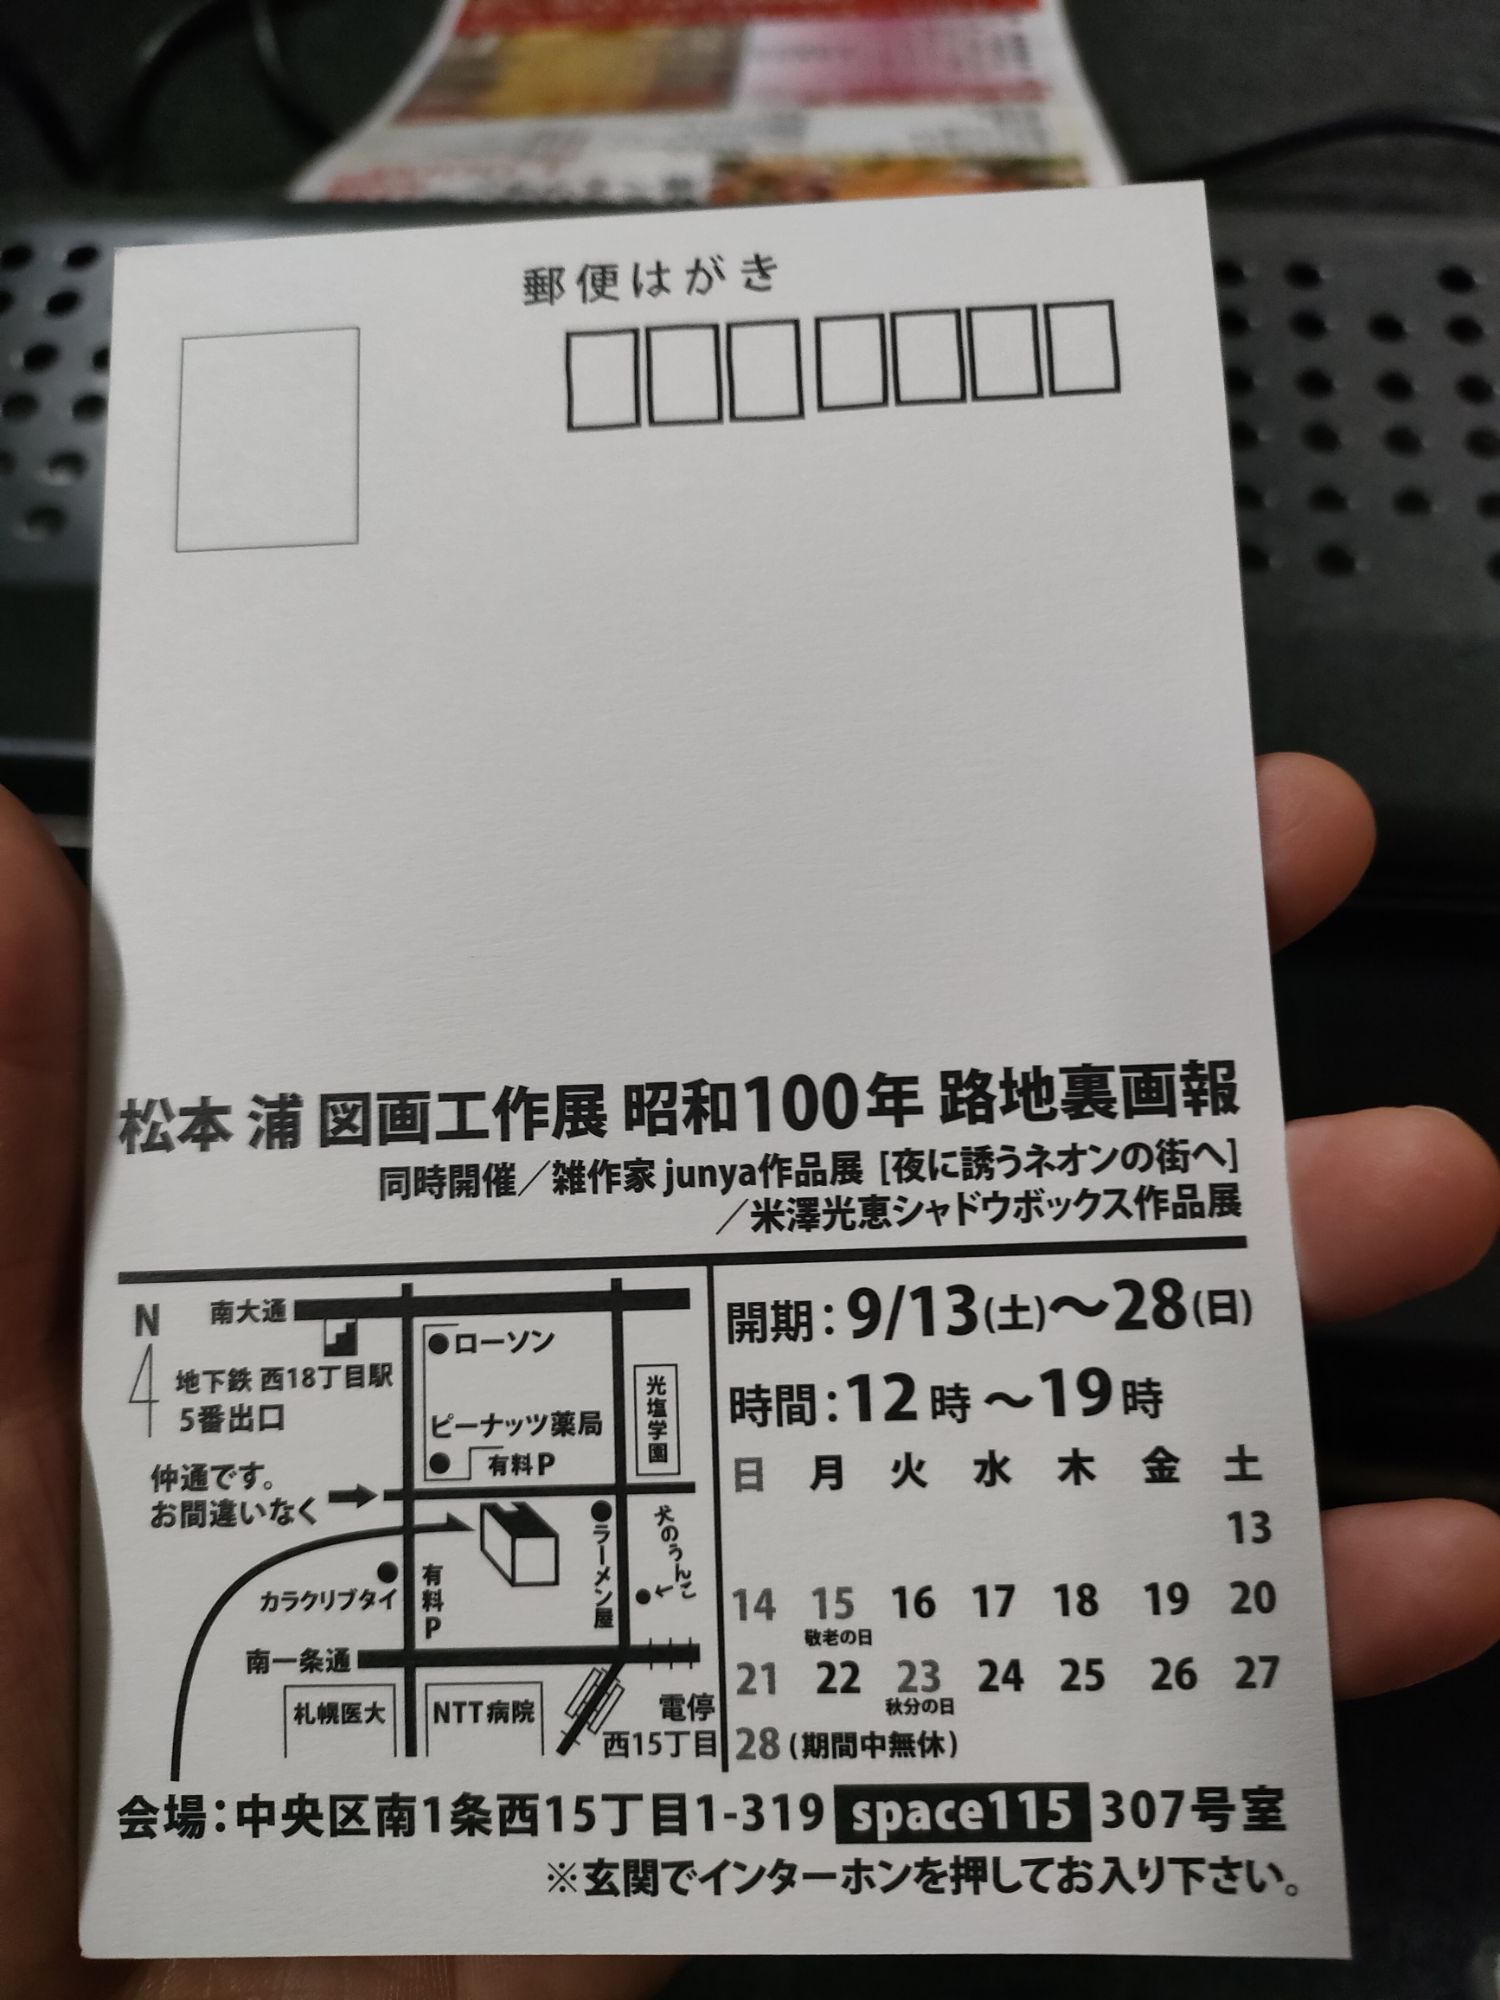 郵便はがき
松本 浦 図画工作展 昭和100年 路地裏画報
同時開催／雑作家 junya作品展 [夜に誘うネオンの街へ]
／米澤光恵シャドウボックス作品展
N
南大通
地下鉄 西18丁目駅
5番出口
ローソン
ピーナッツ薬局
有料P
光塩学園
仲通です。
お間違いなく
カラクリブタイ
有料P
ラーメン屋
犬のうんこ
南一条通
札幌医大
NTT病院
電停
西15丁目
開期：9/13(土)～28(日)
時間：12時～19時
日 月 火 水 木 金 土
13
14 15 16 17 18 19 20
敬老の日
21 22 23 24 25 26 27
秋分の日
28 (期間中無休)
会場：中央区南1条西15丁目1-319 space115 307号室
※玄関でインターホンを押してお入り下さい。